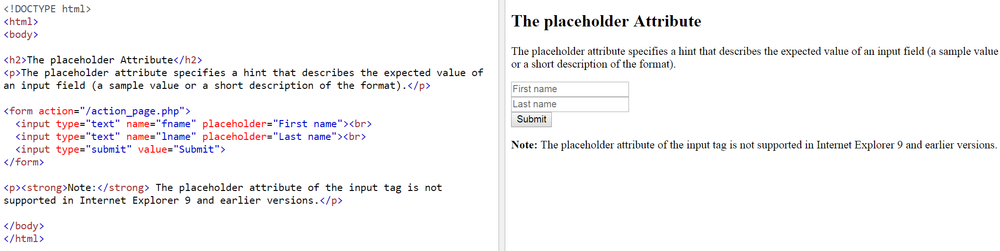 <!DOCTYPE html>
<html>
<body>
<h2>The placeholder Attribute</h2>
<p>The placeholder attribute specifies a hint that describes the expected value of
an input field (a sample value or a short description of the format).</p>
<form action="/action_page.php">
<input type="text" name="fname" placeholder="First name"><br>
<input type="text" name="lname" placeholder="Last name"><br>
<input type="submit" value="Submit">
</form>
<p><strong>Note:</strong> The placeholder attribute of the input tag is not
supported in Internet Explorer 9 and earlier versions.</p>
</body>
</html>
The placeholder Attribute
The placeholder attribute specifies a hint that describes the expected value of an input field (a sample value
or a short description of the format).
First name
Last name
Submit
Note: The placeholder attribute of the input tag is not supported in Internet Explorer 9 and earlier versions.